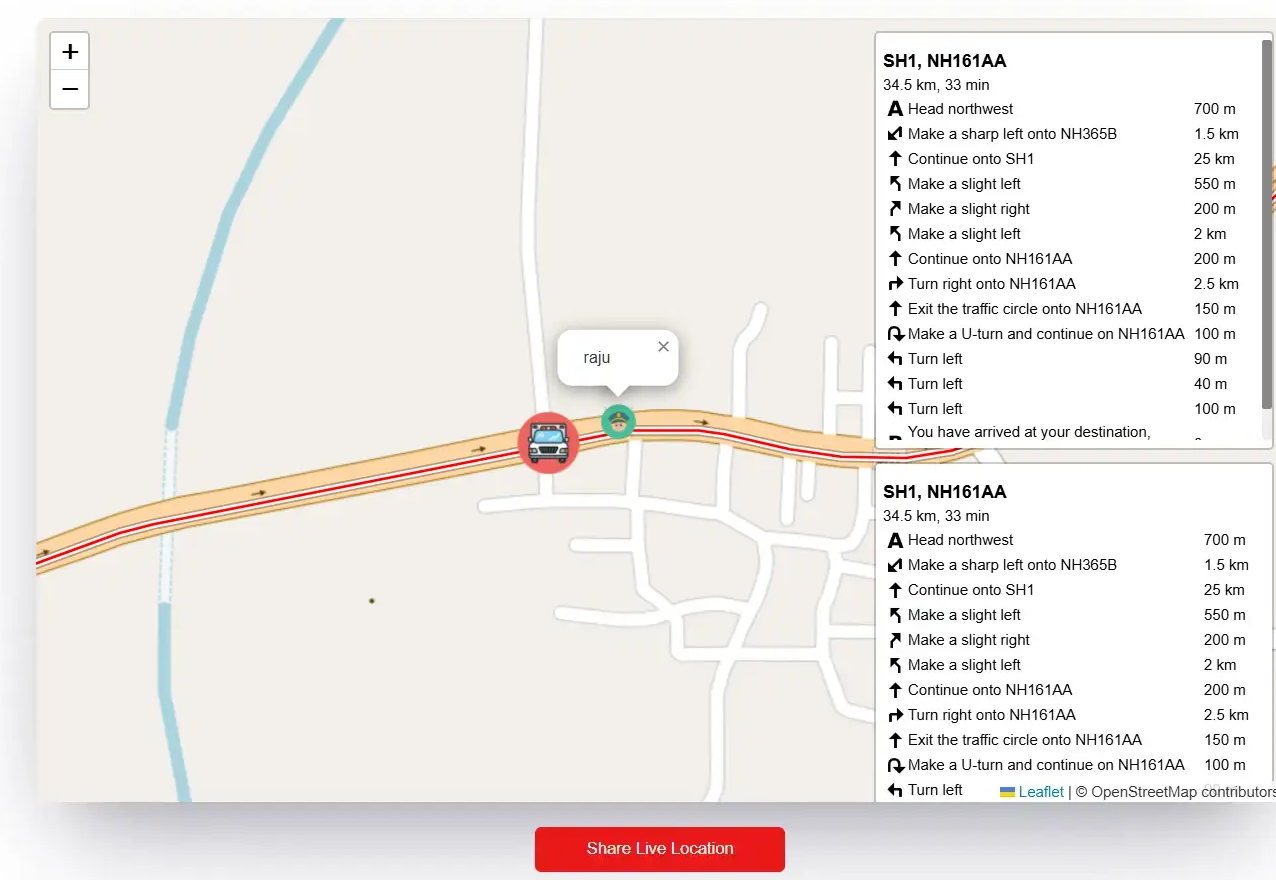 +
−
raju ×
SH1, NH161AA
34.5 km, 33 min
A Head northwest 700 m
Make a sharp left onto NH365B 1.5 km
Continue onto SH1 25 km
Make a slight left 550 m
Make a slight right 200 m
Make a slight left 2 km
Continue onto NH161AA 200 m
Turn right onto NH161AA 2.5 km
Exit the traffic circle onto NH161AA 150 m
Make a U-turn and continue on NH161AA 100 m
Turn left 90 m
Turn left 40 m
Turn left 100 m
You have arrived at your destination,
SH1, NH161AA
34.5 km, 33 min
A Head northwest 700 m
Make a sharp left onto NH365B 1.5 km
Continue onto SH1 25 km
Make a slight left 550 m
Make a slight right 200 m
Make a slight left 2 km
Continue onto NH161AA 200 m
Turn right onto NH161AA 2.5 km
Exit the traffic circle onto NH161AA 150 m
Make a U-turn and continue on NH161AA 100 m
Turn left
Leaflet | © OpenStreetMap contributors
Share Live Location